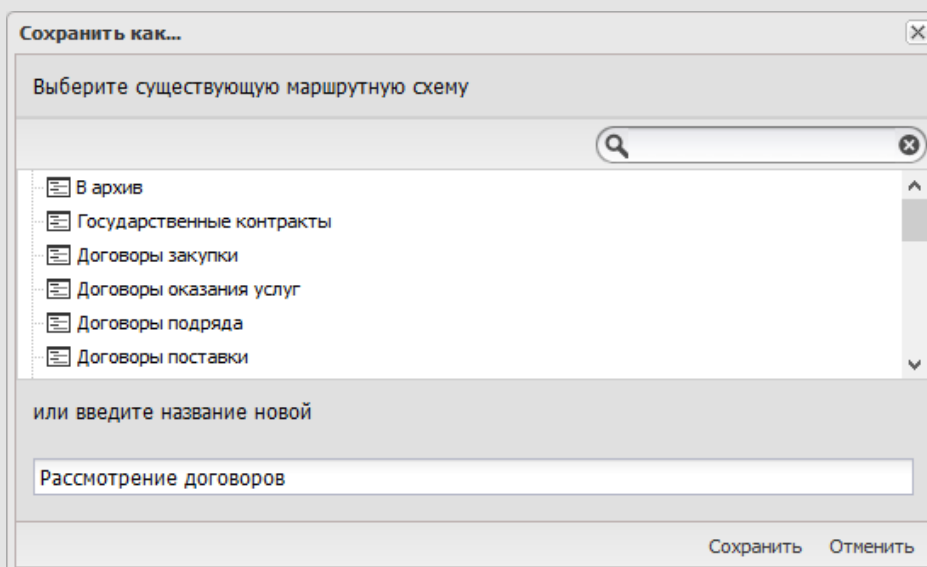 Сохранить как...
Выберите существующую маршрутную схему
В архив
Государственные контракты
Договоры закупки
Договоры оказания услуг
Договоры подряда
Договоры поставки
или введите название новой
Рассмотрение договоров
Сохранить Отменить